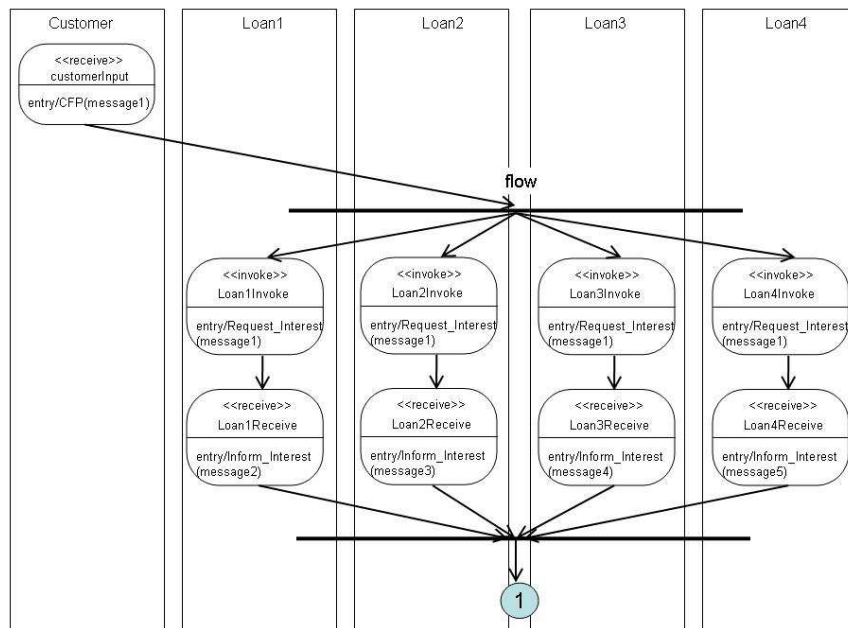 Customer
Loan1
Loan2
Loan3
Loan4
<<receive>>
customerInput
entry/CFP(message1)
flow
<<invoke>>
Loan1Invoke
entry/Request_Interest
(message1)
<<invoke>>
Loan2Invoke
entry/Request_Interest
(message1)
<<invoke>>
Loan3Invoke
entry/Request_Interest
(message1)
<<invoke>>
Loan4Invoke
entry/Request_Interest
(message1)
<<receive>>
Loan1Receive
entry/Inform_Interest
(message2)
<<receive>>
Loan2Receive
entry/Inform_Interest
(message3)
<<receive>>
Loan3Receive
entry/Inform_Interest
(message4)
<<receive>>
Loan4Receive
entry/Inform_Interest
(message5)
1